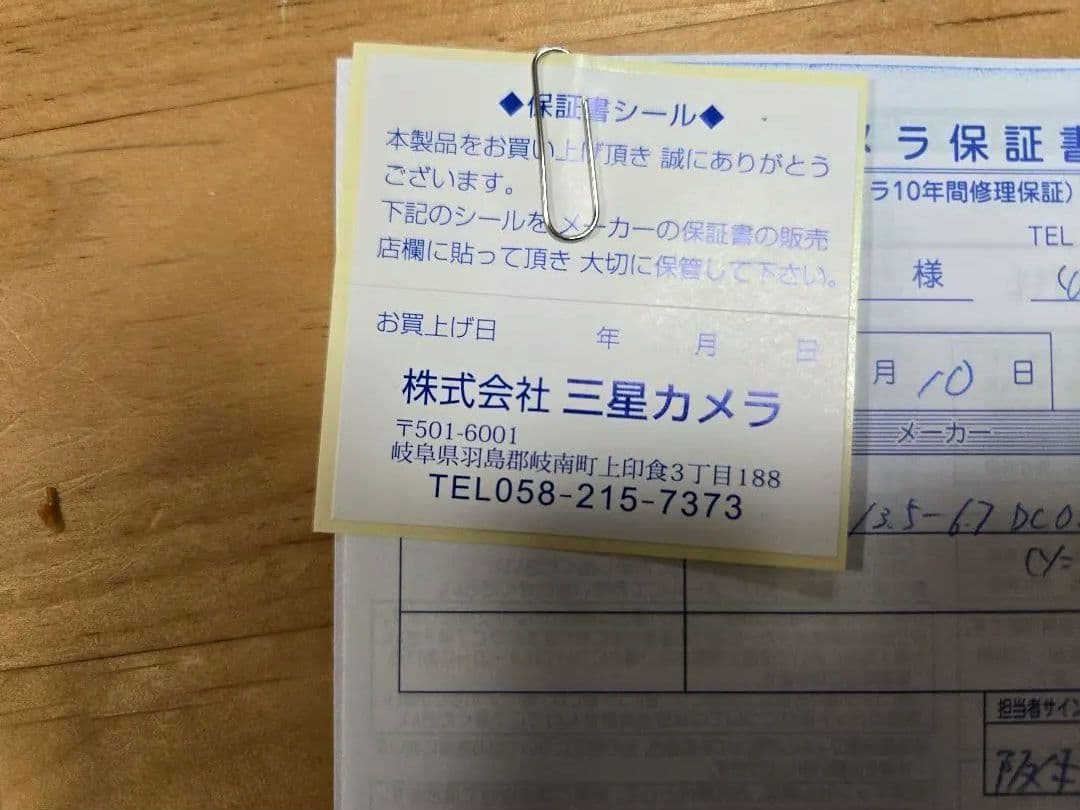 ◆保証書シール◆
本製品をお買い上げ頂き 誠にありがとう
ございます。
下記のシールを メーカーの保証書の販売
店欄に貼って頂き 大切に保管して下さい。
お買上げ日 年 月 日
株式会社 三星カメラ
〒501-6001
岐阜県羽島郡岐南町上印食3丁目188
TEL058-215-7373
メラ保証書
ラ10年間修理保証)
TEL
様
月 10 日
メーカー
13.5-6.7 DC0.
cy=
担当者サイン